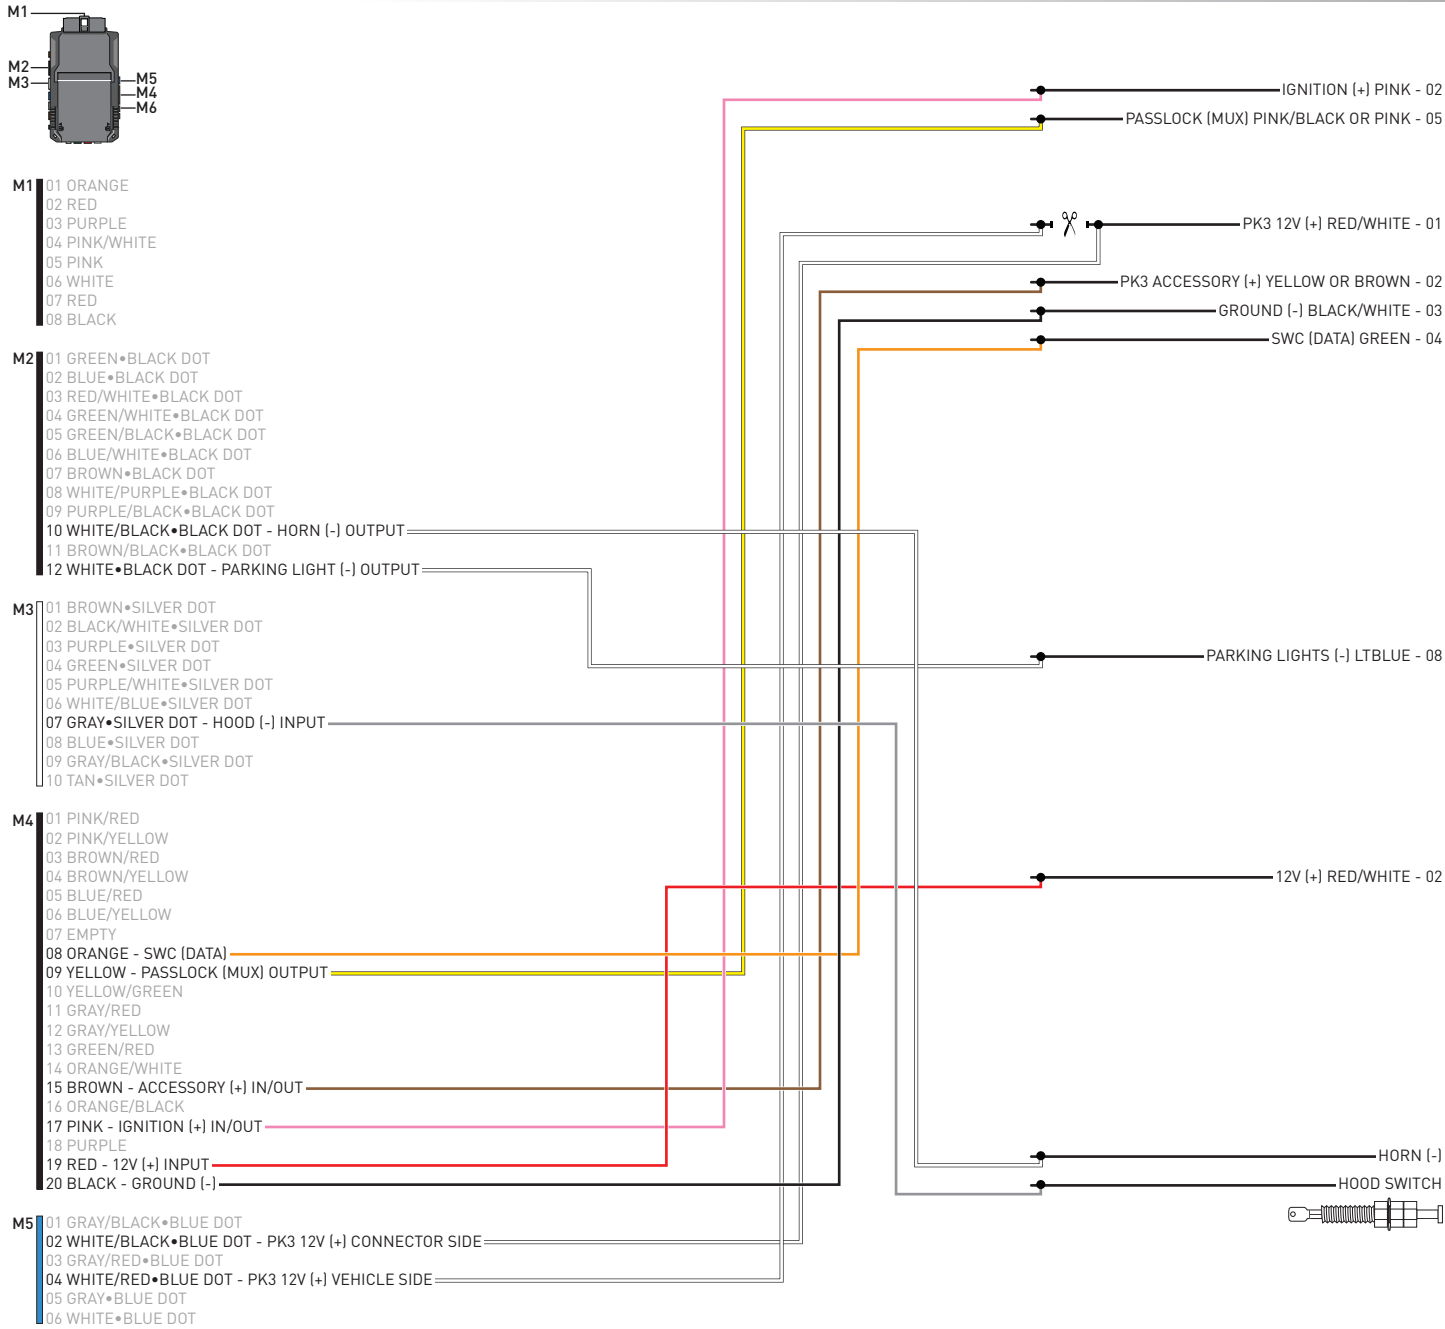 M1
M2
M3
M5
M4
M6
IGNITION (+) PINK - 02
PASSLOCK (MUX) PINK/BLACK OR PINK - 05
PK3 12V (+) RED/WHITE - 01
PK3 ACCESSORY (+) YELLOW OR BROWN - 02
GROUND (-) BLACK/WHITE - 03
SWC (DATA) GREEN - 04
PARKING LIGHTS (-) LTBLUE - 08
12V (+) RED/WHITE - 02
HORN (-)
HOOD SWITCH
M1
01 ORANGE
02 RED
03 PURPLE
04 PINK/WHITE
05 PINK
06 WHITE
07 RED
08 BLACK
M2
01 GREEN•BLACK DOT
02 BLUE•BLACK DOT
03 RED/WHITE•BLACK DOT
04 GREEN/WHITE•BLACK DOT
05 GREEN/BLACK•BLACK DOT
06 BLUE/WHITE•BLACK DOT
07 BROWN•BLACK DOT
08 WHITE/PURPLE•BLACK DOT
09 PURPLE/BLACK•BLACK DOT
10 WHITE/BLACK•BLACK DOT - HORN (-) OUTPUT
11 BROWN/BLACK•BLACK DOT
12 WHITE•BLACK DOT - PARKING LIGHT (-) OUTPUT
M3
01 BROWN•SILVER DOT
02 BLACK/WHITE•SILVER DOT
03 PURPLE•SILVER DOT
04 GREEN•SILVER DOT
05 PURPLE/WHITE•SILVER DOT
06 WHITE/BLUE•SILVER DOT
07 GRAY•SILVER DOT - HOOD (-) INPUT
08 BLUE•SILVER DOT
09 GRAY/BLACK•SILVER DOT
10 TAN•SILVER DOT
M4
01 PINK/RED
02 PINK/YELLOW
03 BROWN/RED
04 BROWN/YELLOW
05 BLUE/RED
06 BLUE/YELLOW
07 EMPTY
08 ORANGE - SWC (DATA)
09 YELLOW - PASSLOCK (MUX) OUTPUT
10 YELLOW/GREEN
11 GRAY/RED
12 GRAY/YELLOW
13 GREEN/RED
14 ORANGE/WHITE
15 BROWN - ACCESSORY (+) IN/OUT
16 ORANGE/BLACK
17 PINK - IGNITION (+) IN/OUT
18 PURPLE
19 RED - 12V (+) INPUT
20 BLACK - GROUND (-)
M5
01 GRAY/BLACK•BLUE DOT
02 WHITE/BLACK•BLUE DOT - PK3 12V (+) CONNECTOR SIDE
03 GRAY/RED•BLUE DOT
04 WHITE/RED•BLUE DOT - PK3 12V (+) VEHICLE SIDE
05 GRAY•BLUE DOT
06 WHITE•BLUE DOT